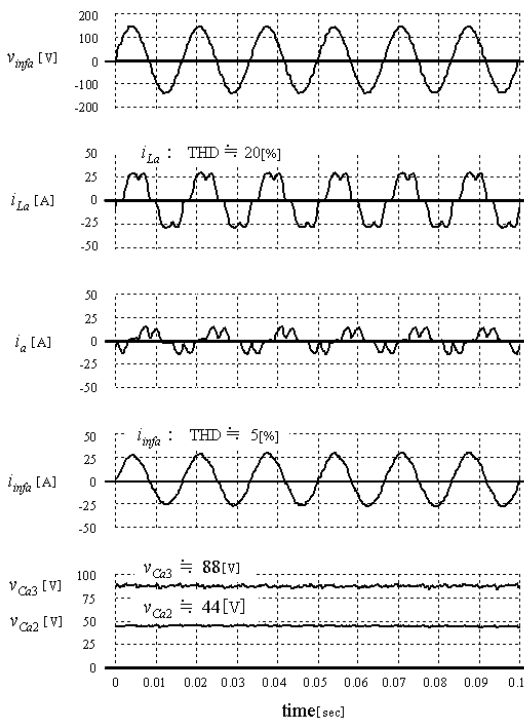 200
100
v_infa [V]
0
-100
-200
50
i_La : THD ≒ 20[%]
25
i_La [A]
0
-25
-50
50
25
i_a [A]
0
-25
-50
50
i_infa : THD ≒ 5[%]
25
i_infa [A]
0
-25
-50
v_Ca3 ≒ 88[V]
100
v_Ca3 [V]
75
v_Ca2 ≒ 44[V]
v_Ca2 [V]
50
25
0
0 0.01 0.02 0.03 0.04 0.05 0.06 0.07 0.08 0.09 0.1
time[sec]